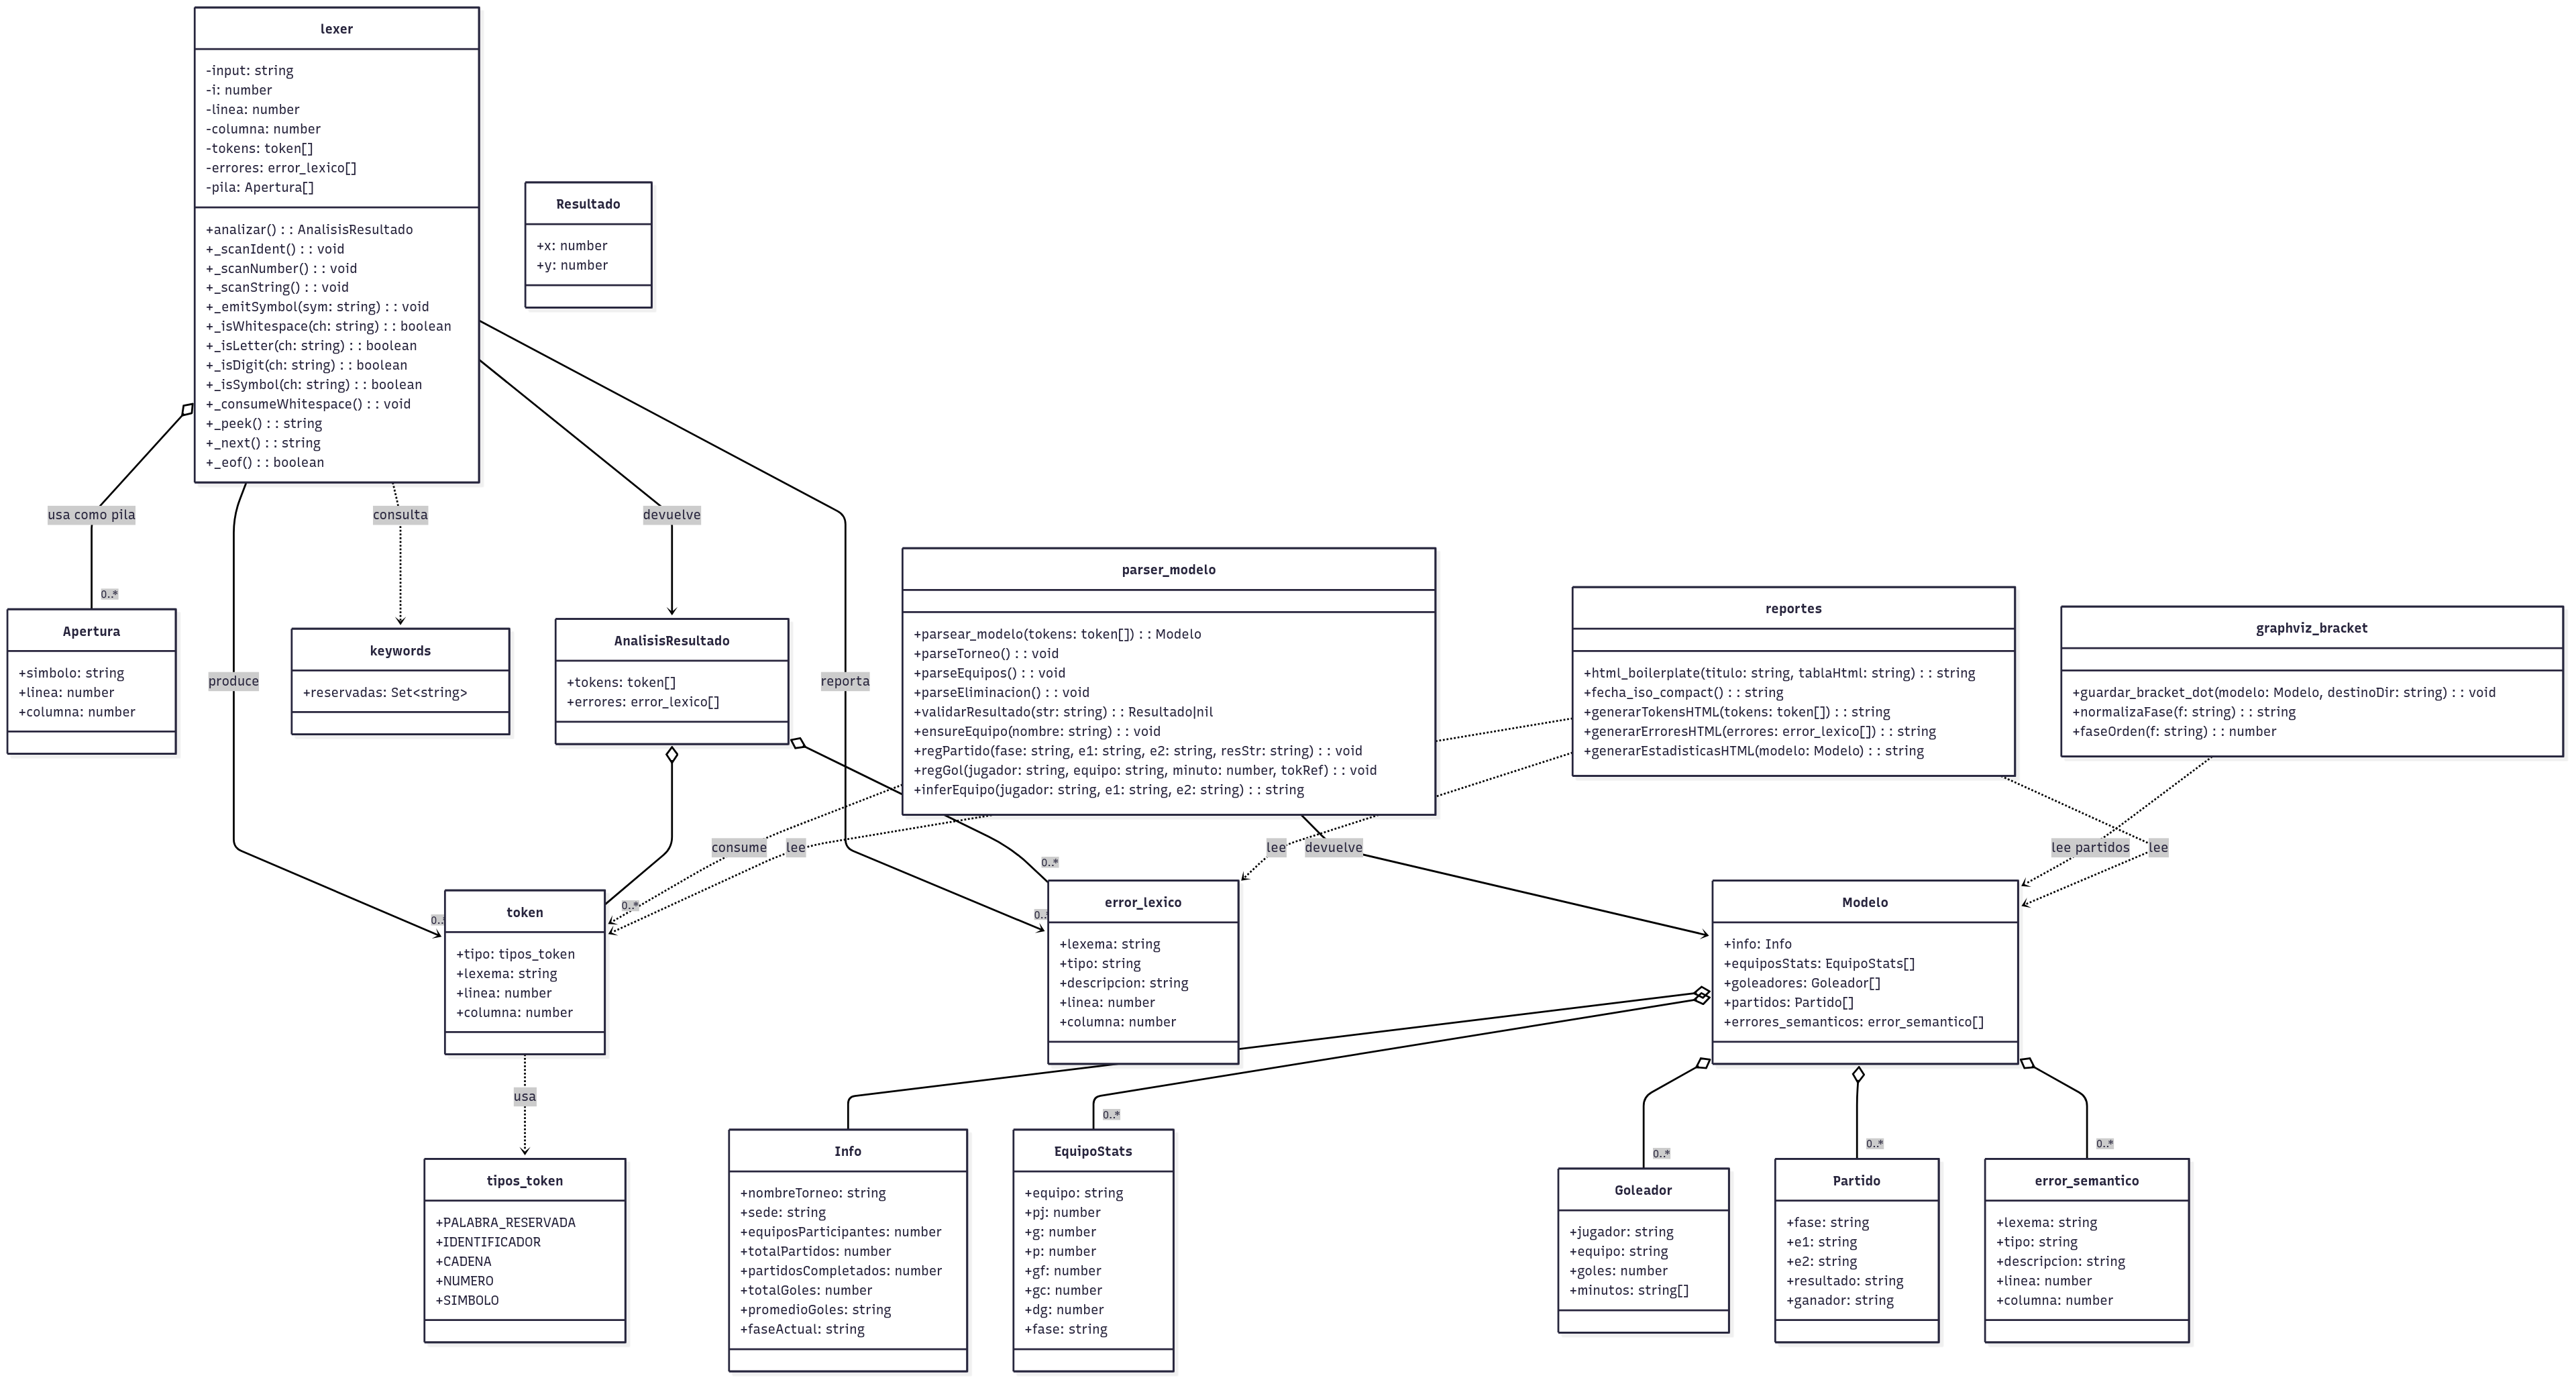 lexer
-input: string
-i: number
-linea: number
-columna: number
-tokens: token[]
-errores: error_lexico[]
-pila: Apertura[]
+analizar() : : AnalisisResultado
+_scanIdent() : : void
+_scanNumber() : : void
+_scanString() : : void
+_emitSymbol(sym: string) : : void
+_isWhitespace(ch: string) : : boolean
+_isLetter(ch: string) : : boolean
+_isDigit(ch: string) : : boolean
+_isSymbol(ch: string) : : boolean
+_consumeWhitespace() : : void
+_peek() : : string
+_next() : : string
+_eof() : : boolean
Resultado
+x: number
+y: number
usa como pila
consulta
devuelve
0..*
Apertura
+simbolo: string
+linea: number
+columna: number
produce
keywords
+reservadas: Set<string>
AnalisisResultado
+tokens: token[]
+errores: error_lexico[]
reporta
parser_modelo
+parsear_modelo(tokens: token[]) : : Modelo
+parseTorneo() : : void
+parseEquipos() : : void
+parseEliminacion() : : void
+validarResultado(str: string) : : Resultado|nil
+ensureEquipo(nombre: string) : : void
+regPartido(fase: string, e1: string, e2: string, resStr: string) : : void
+regGol(jugador: string, equipo: string, minuto: number, tokRef) : : void
+inferEquipo(jugador: string, e1: string, e2: string) : : string
reportes
+html_boilerplate(titulo: string, tablaHtml: string) : : string
+fecha_iso_compact() : : string
+generarTokensHTML(tokens: token[]) : : string
+generarErroresHTML(errores: error_lexico[]) : : string
+generarEstadisticasHTML(modelo: Modelo) : : string
graphviz_bracket
+guardar_bracket_dot(modelo: Modelo, destinoDir: string) : : void
+normalizaFase(f: string) : : string
+faseOrden(f: string) : : number
consume
lee
lee
devuelve
lee partidos
lee
0..*
0..*
0..
0..
token
+tipo: tipos_token
+lexema: string
+linea: number
+columna: number
error_lexico
+lexema: string
+tipo: string
+descripcion: string
+linea: number
+columna: number
Modelo
+info: Info
+equiposStats: EquipoStats[]
+goleadores: Goleador[]
+partidos: Partido[]
+errores_semanticos: error_semantico[]
usa
0..*
0..*
0..*
0..*
tipos_token
+PALABRA_RESERVADA
+IDENTIFICADOR
+CADENA
+NUMERO
+SIMBOLO
Info
+nombreTorneo: string
+sede: string
+equiposParticipantes: number
+totalPartidos: number
+partidosCompletados: number
+totalGoles: number
+promedioGoles: string
+faseActual: string
EquipoStats
+equipo: string
+pj: number
+g: number
+p: number
+gf: number
+gc: number
+dg: number
+fase: string
Goleador
+jugador: string
+equipo: string
+goles: number
+minutos: string[]
Partido
+fase: string
+e1: string
+e2: string
+resultado: string
+ganador: string
error_semantico
+lexema: string
+tipo: string
+descripcion: string
+linea: number
+columna: number